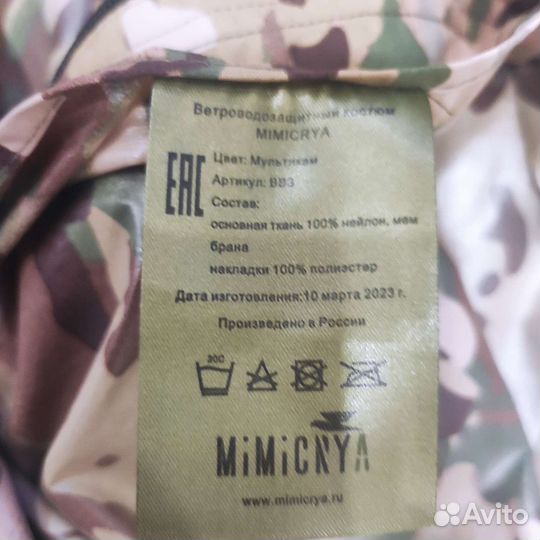 Ветроводозащитный костюм
MIMICRYA
EAC
Цвет: Мультикам
Артикул: ВВЗ
Состав:
основная ткань 100% нейлон, мем
брана
накладки 100% полиэстер
Дата изготовления:10 марта 2023 г.
Произведено в России
30C
MiMiCRYA
www.mimicrya.ru
Avito